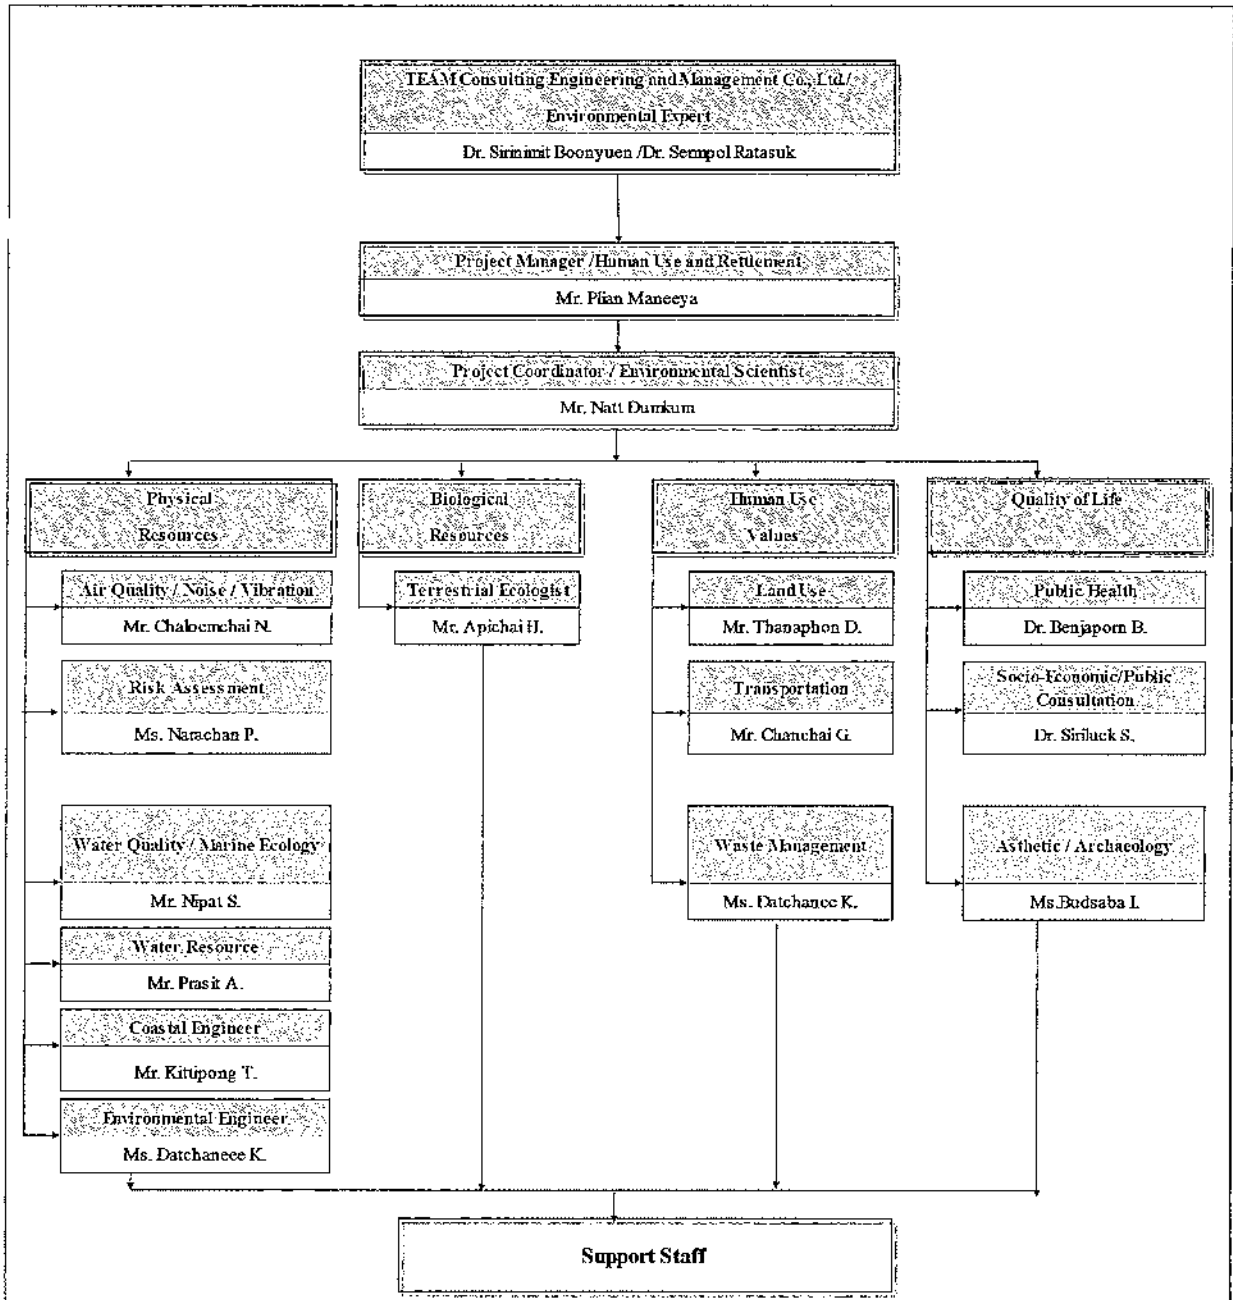 TEAM Consulting Engineering and Management Co., Ltd./
Environmental Expert
Dr. Sirinimit Boonyuen /Dr. Sermpol Ratasuk
Project Manager /Human Use and Rettlement
Mr. Plian Maneeya
Project Coordinator / Environmental Scientist
Mr. Natt Dumkum
Physical
Resources
Air Quality / Noise / Vibration
Mr. Chaloemchai N.
Risk Assessment
Ms. Narachan P.
Water Quality / Marine Ecology
Mr. Nipat S.
Water Resource
Mr. Prasit A.
Coastal Engineer
Mr. Kittipong T.
Environmental Engineer
Ms. Datchaneee K.
Biological
Resources
Terrestrial Ecologist
Mr. Apichai H.
Human Use
Values
Land Use
Mr. Thanaphon D.
Transportation
Mr. Chanchai G.
Waste Management
Ms. Datchanee K.
Quality of Life
Public Health
Dr. Benjaporn B.
Socio-Economic/Public
Consultation
Dr. Siriluck S.
Asthetic / Archaeology
Ms.Budsaba I.
Support Staff